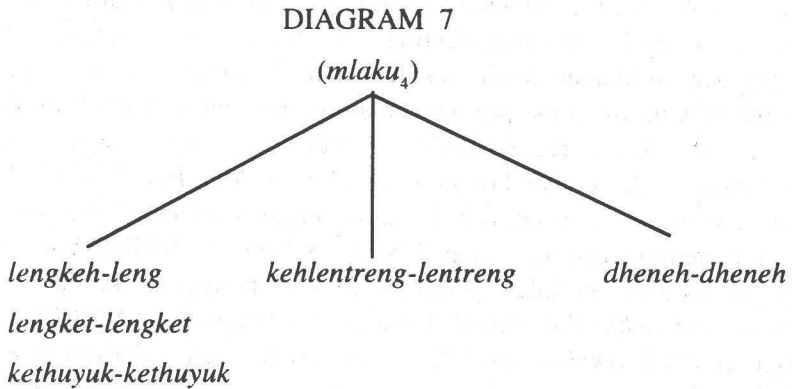 DIAGRAM 7
(mlaku₄)
lengkeh-leng kehlentreng-lentreng dheneh-dheneh
lengket-lengket
kethuyuk-kethuyuk